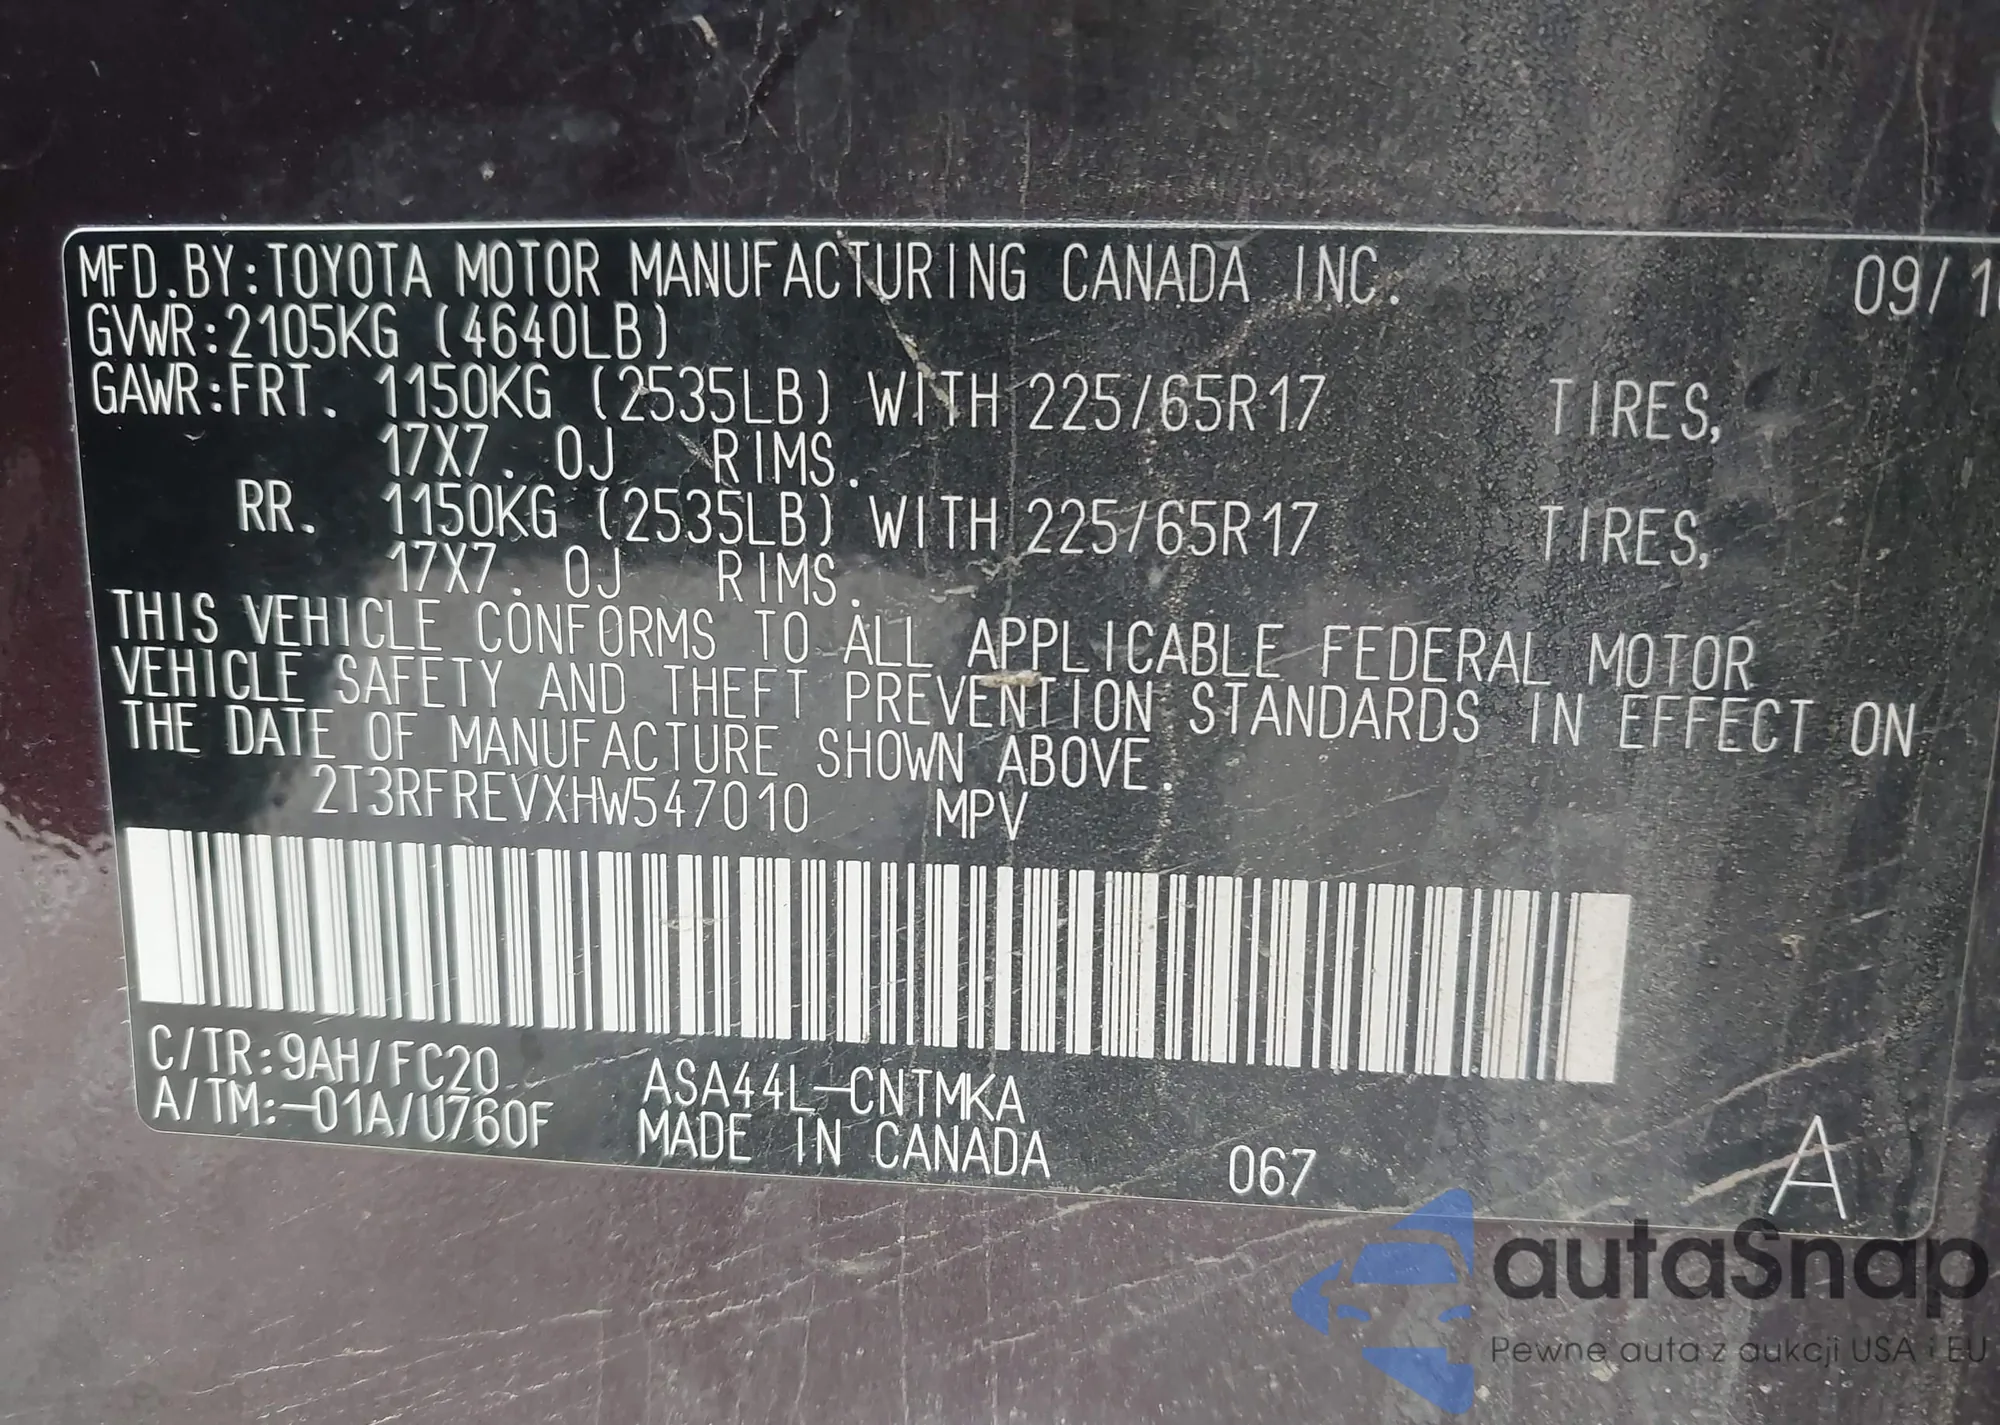 MFD.BY:TOYOTA MOTOR MANUFACTURING CANADA INC. 09/1
GVWR:2105KG (4640LB)
GAWR:FRT. 1150KG (2535LB) WITH 225/65R17 TIRES,
17X7.0J RIMS.
RR. 1150KG (2535LB) WITH 225/65R17 TIRES,
17X7.0J RIMS.
THIS VEHICLE CONFORMS TO ALL APPLICABLE FEDERAL MOTOR
VEHICLE SAFETY AND THEFT PREVENTION STANDARDS IN EFFECT ON
THE DATE OF MANUFACTURE SHOWN ABOVE.
2T3RFREVXHW547010 MPV
C/TR:9AH/FC20 ASA44L-CNTMKA
A/TM:-01A/U760F MADE IN CANADA 067 A
autoSnap
Pewne auta z aukcji USA i EU